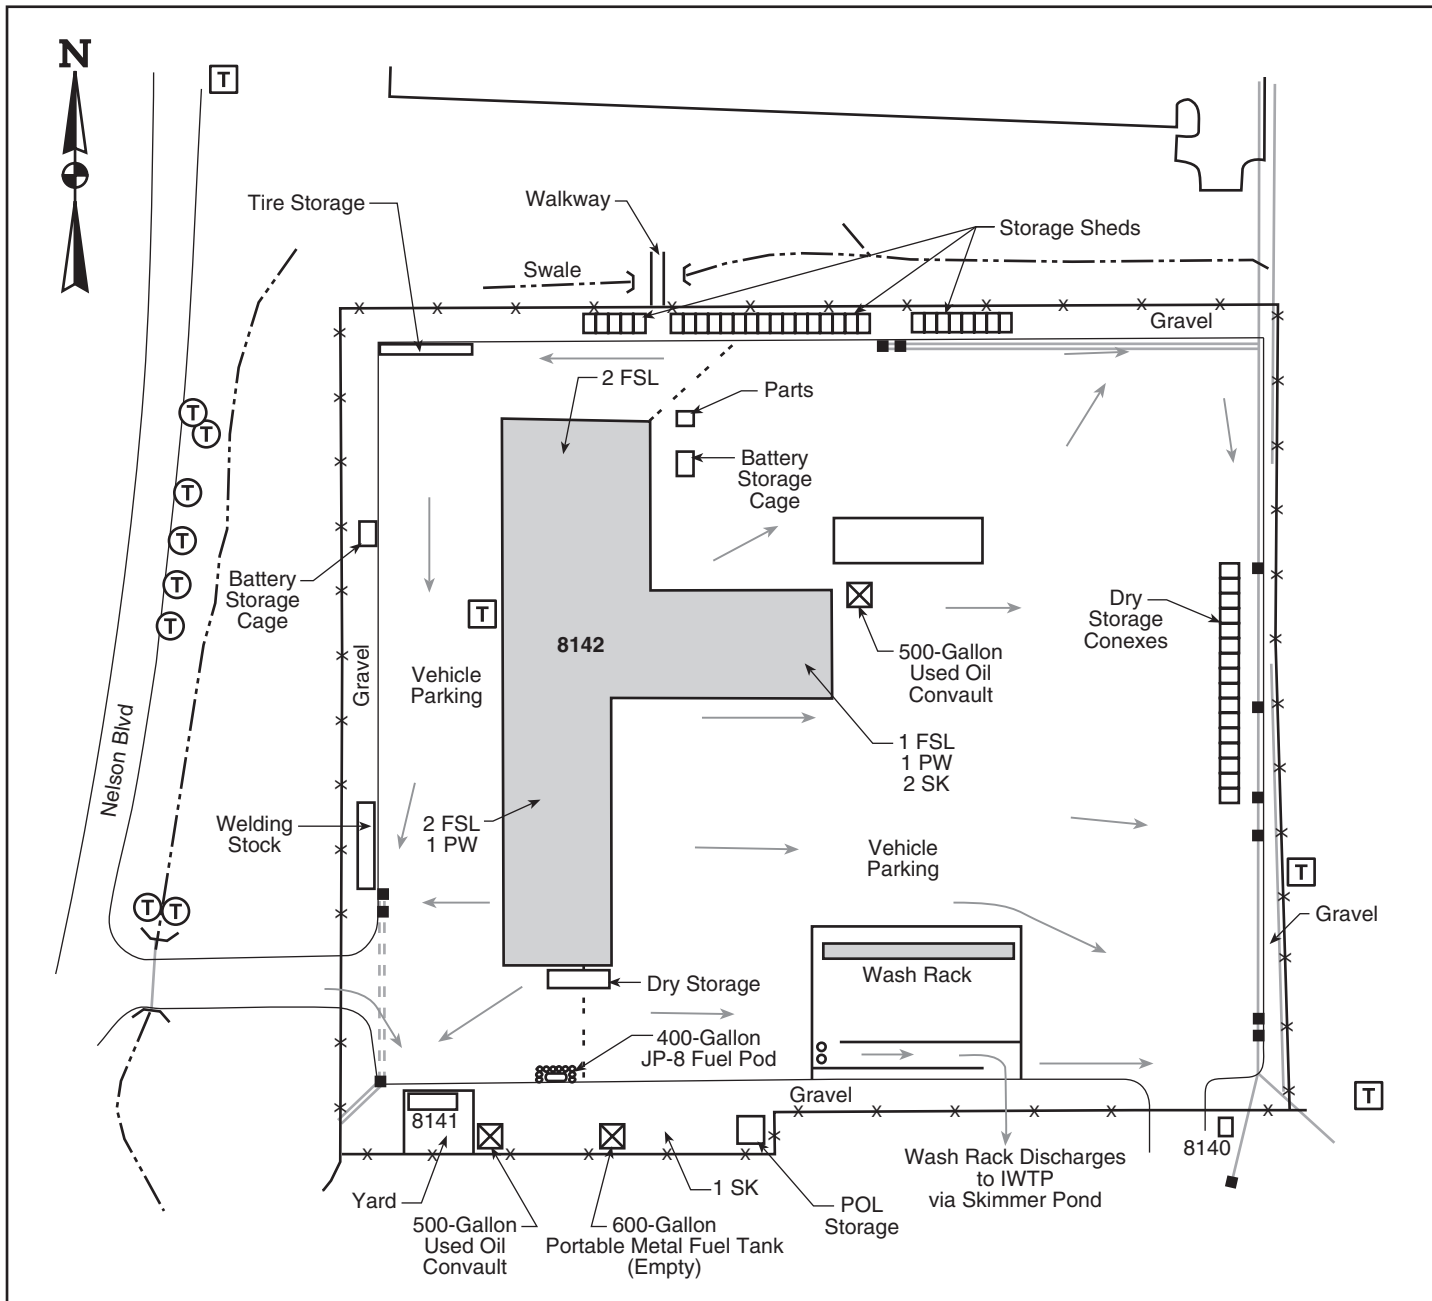 N
T
Tire Storage
Walkway
Storage Sheds
Swale
Gravel
2 FSL
Parts
T
T
Battery
Storage
Cage
T
T
T
T
Battery
Storage
Cage
T
8142
Dry
Storage
Conexes
500-Gallon
Used Oil
Convault
Gravel
Vehicle
Parking
1 FSL
1 PW
2 SK
Nelson Blvd
Welding
Stock
2 FSL
1 PW
Vehicle
Parking
T
T
T
Gravel
Wash Rack
Dry Storage
400-Gallon
JP-8 Fuel Pod
Gravel
T
8141
8140
Wash Rack Discharges
to IWTP
via Skimmer Pond
Yard
1 SK
POL
Storage
500-Gallon
Used Oil
Convault
600-Gallon
Portable Metal Fuel Tank
(Empty)